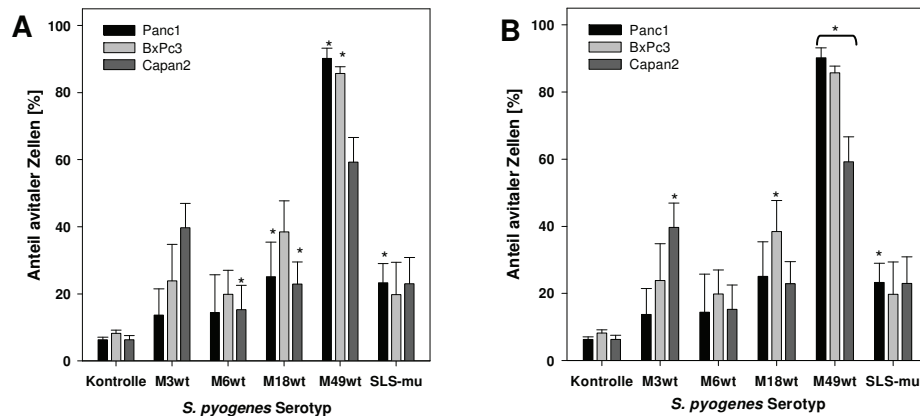 A
Panc1
BxPc3
Capan2
Anteil avitaler Zellen [%]
100
80
60
40
20
0
* * * * * * *
Kontrolle M3wt M6wt M18wt M49wt SLS-mu
S. pyogenes Serotyp
B
Panc1
BxPc3
Capan2
Anteil avitaler Zellen [%]
100
80
60
40
20
0
* * * *
Kontrolle M3wt M6wt M18wt M49wt SLS-mu
S. pyogenes Serotyp